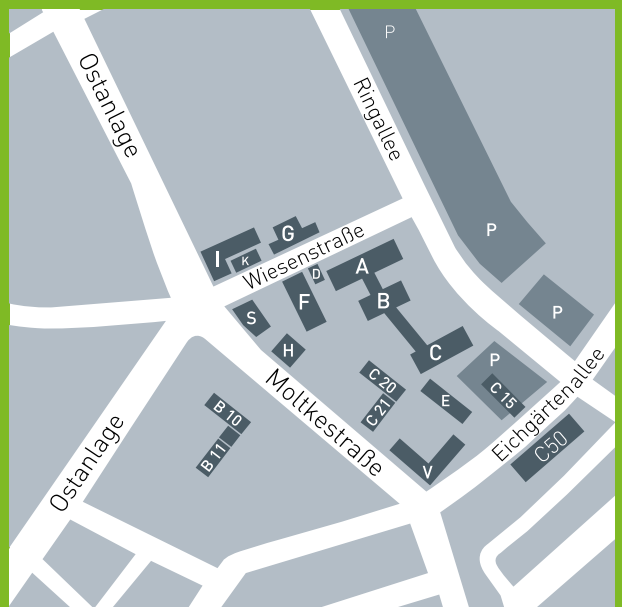 P
Ostanlage
Ringallee
P
G
I
K
Wiesenstraße
A
D
B
F
S
P
H
C
P
C 20
C 15
E
C 21
Eichgärtenallee
B 10
Moltkestraße
C50
B 11
V
Ostanlage